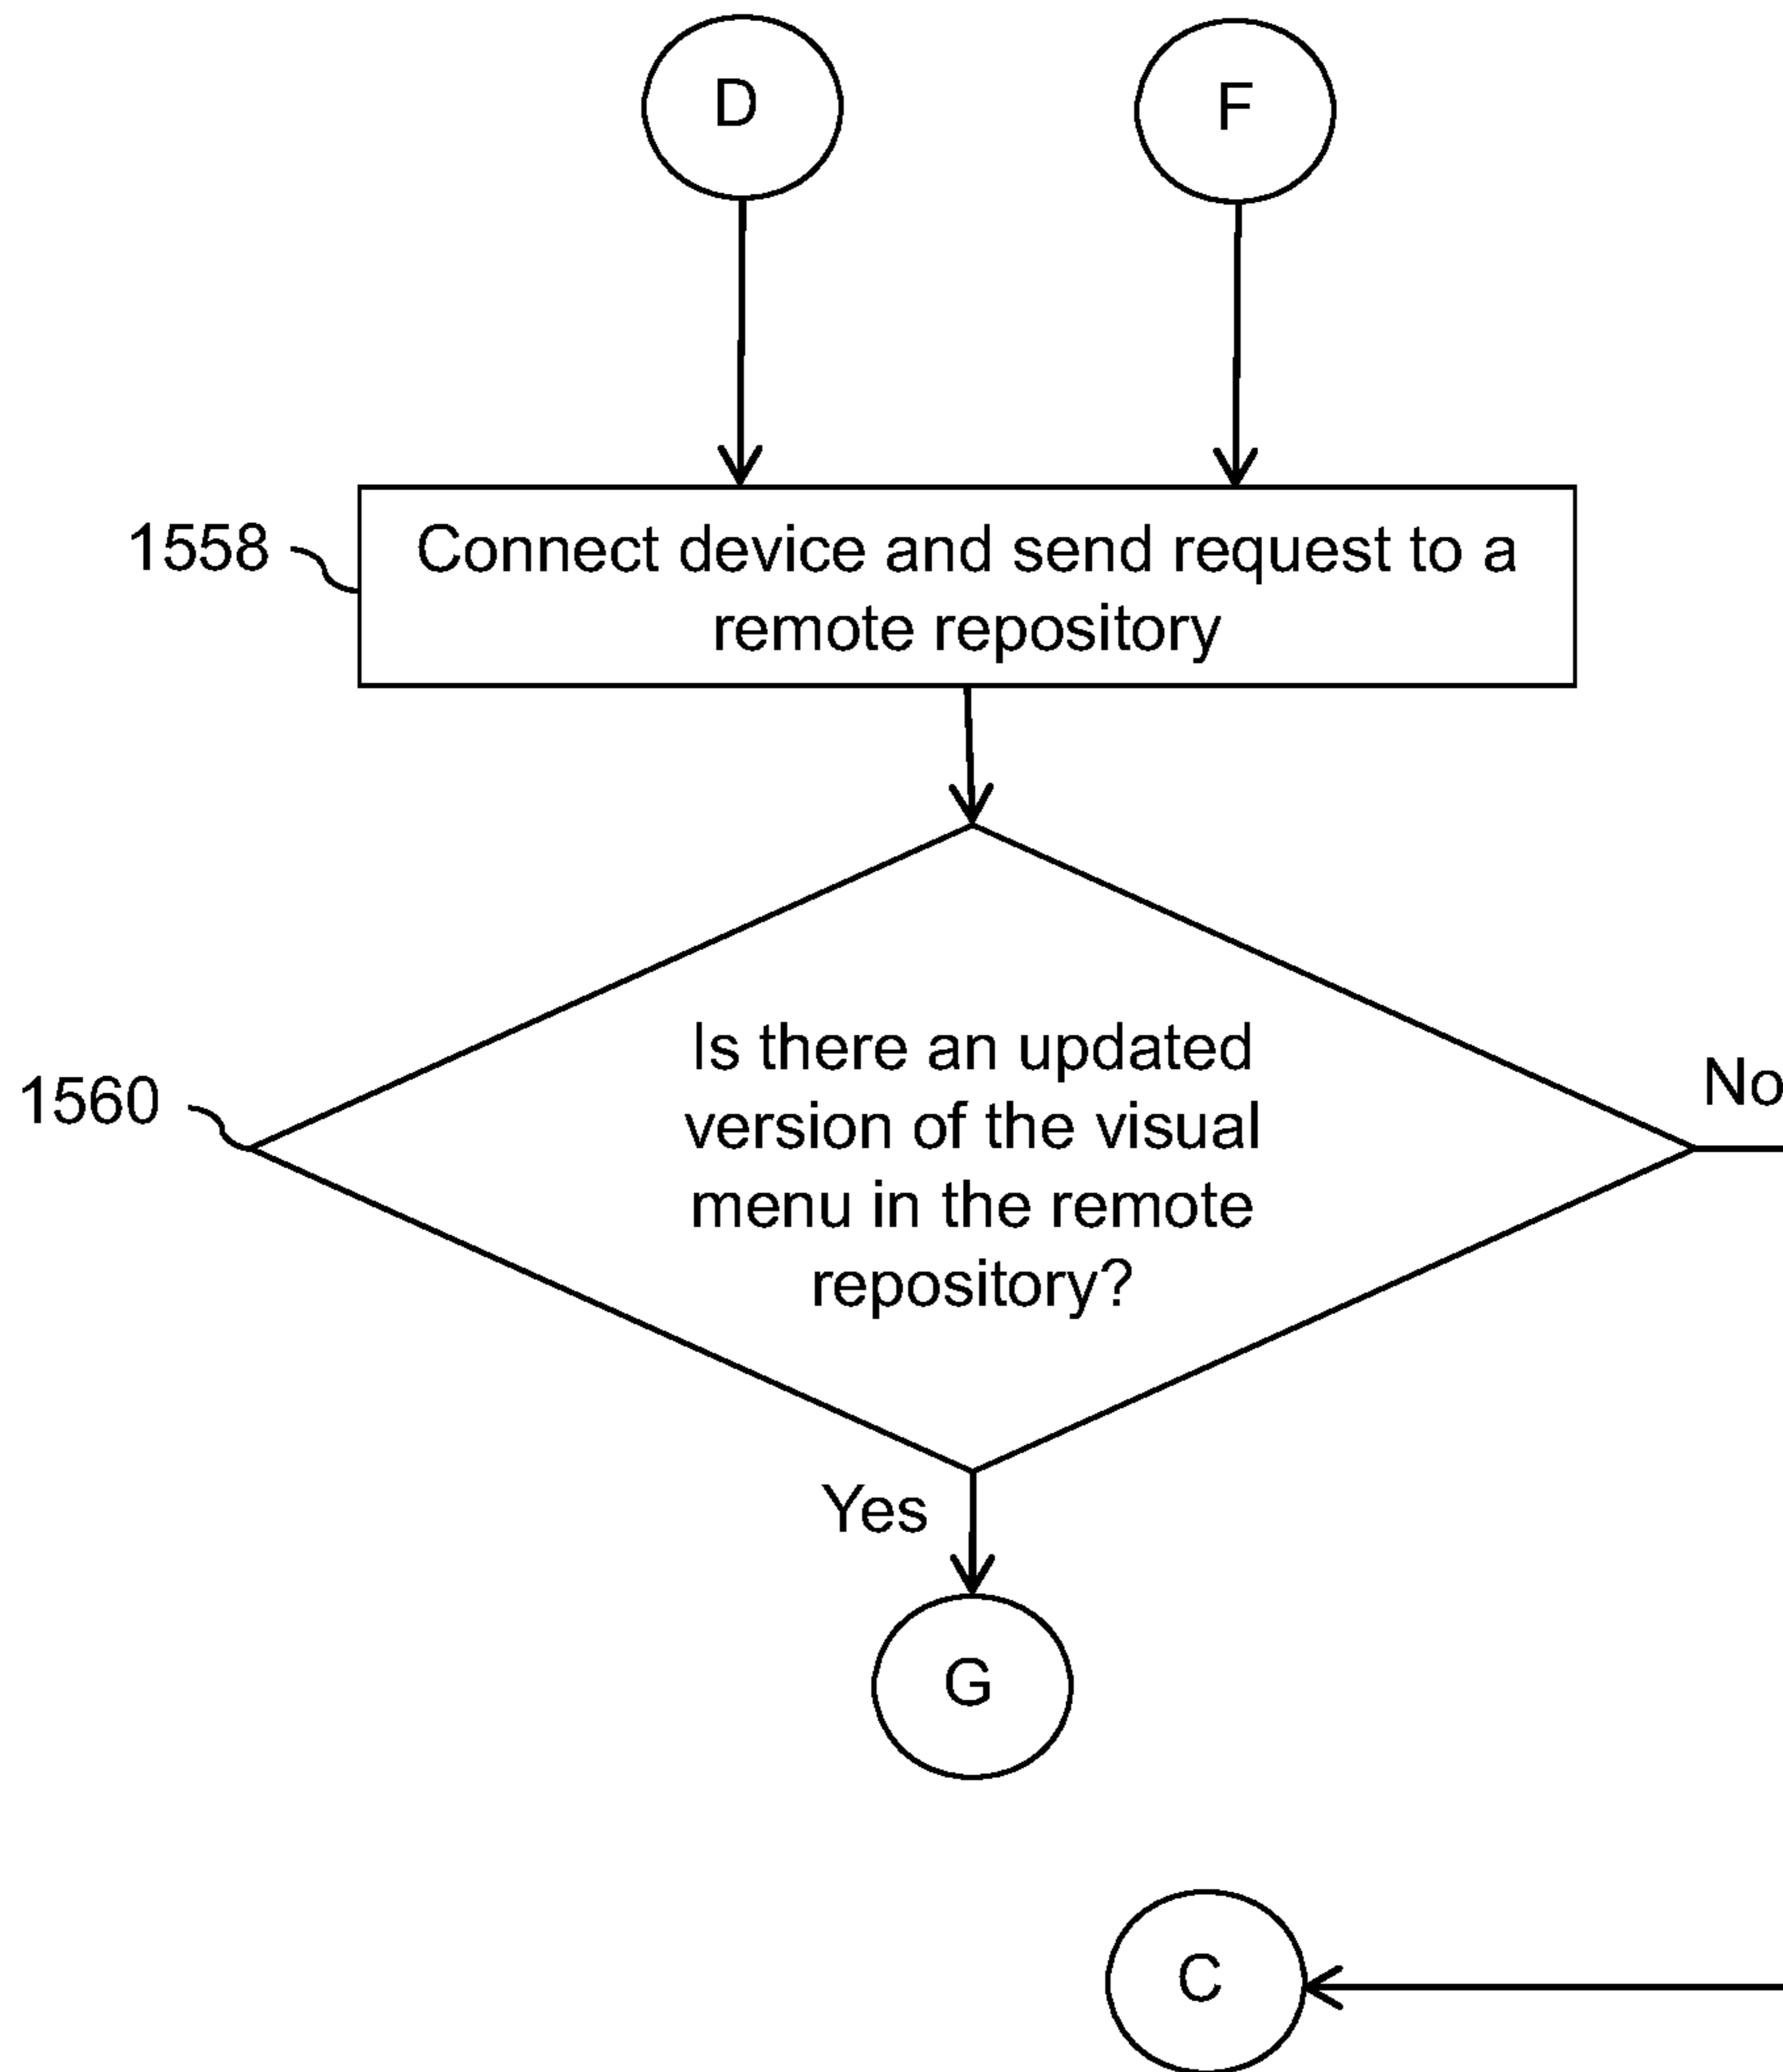 D
F
1558
Connect device and send request to a
remote repository
Is there an updated
version of the visual
menu in the remote
repository?
1560
No
Yes
G
C